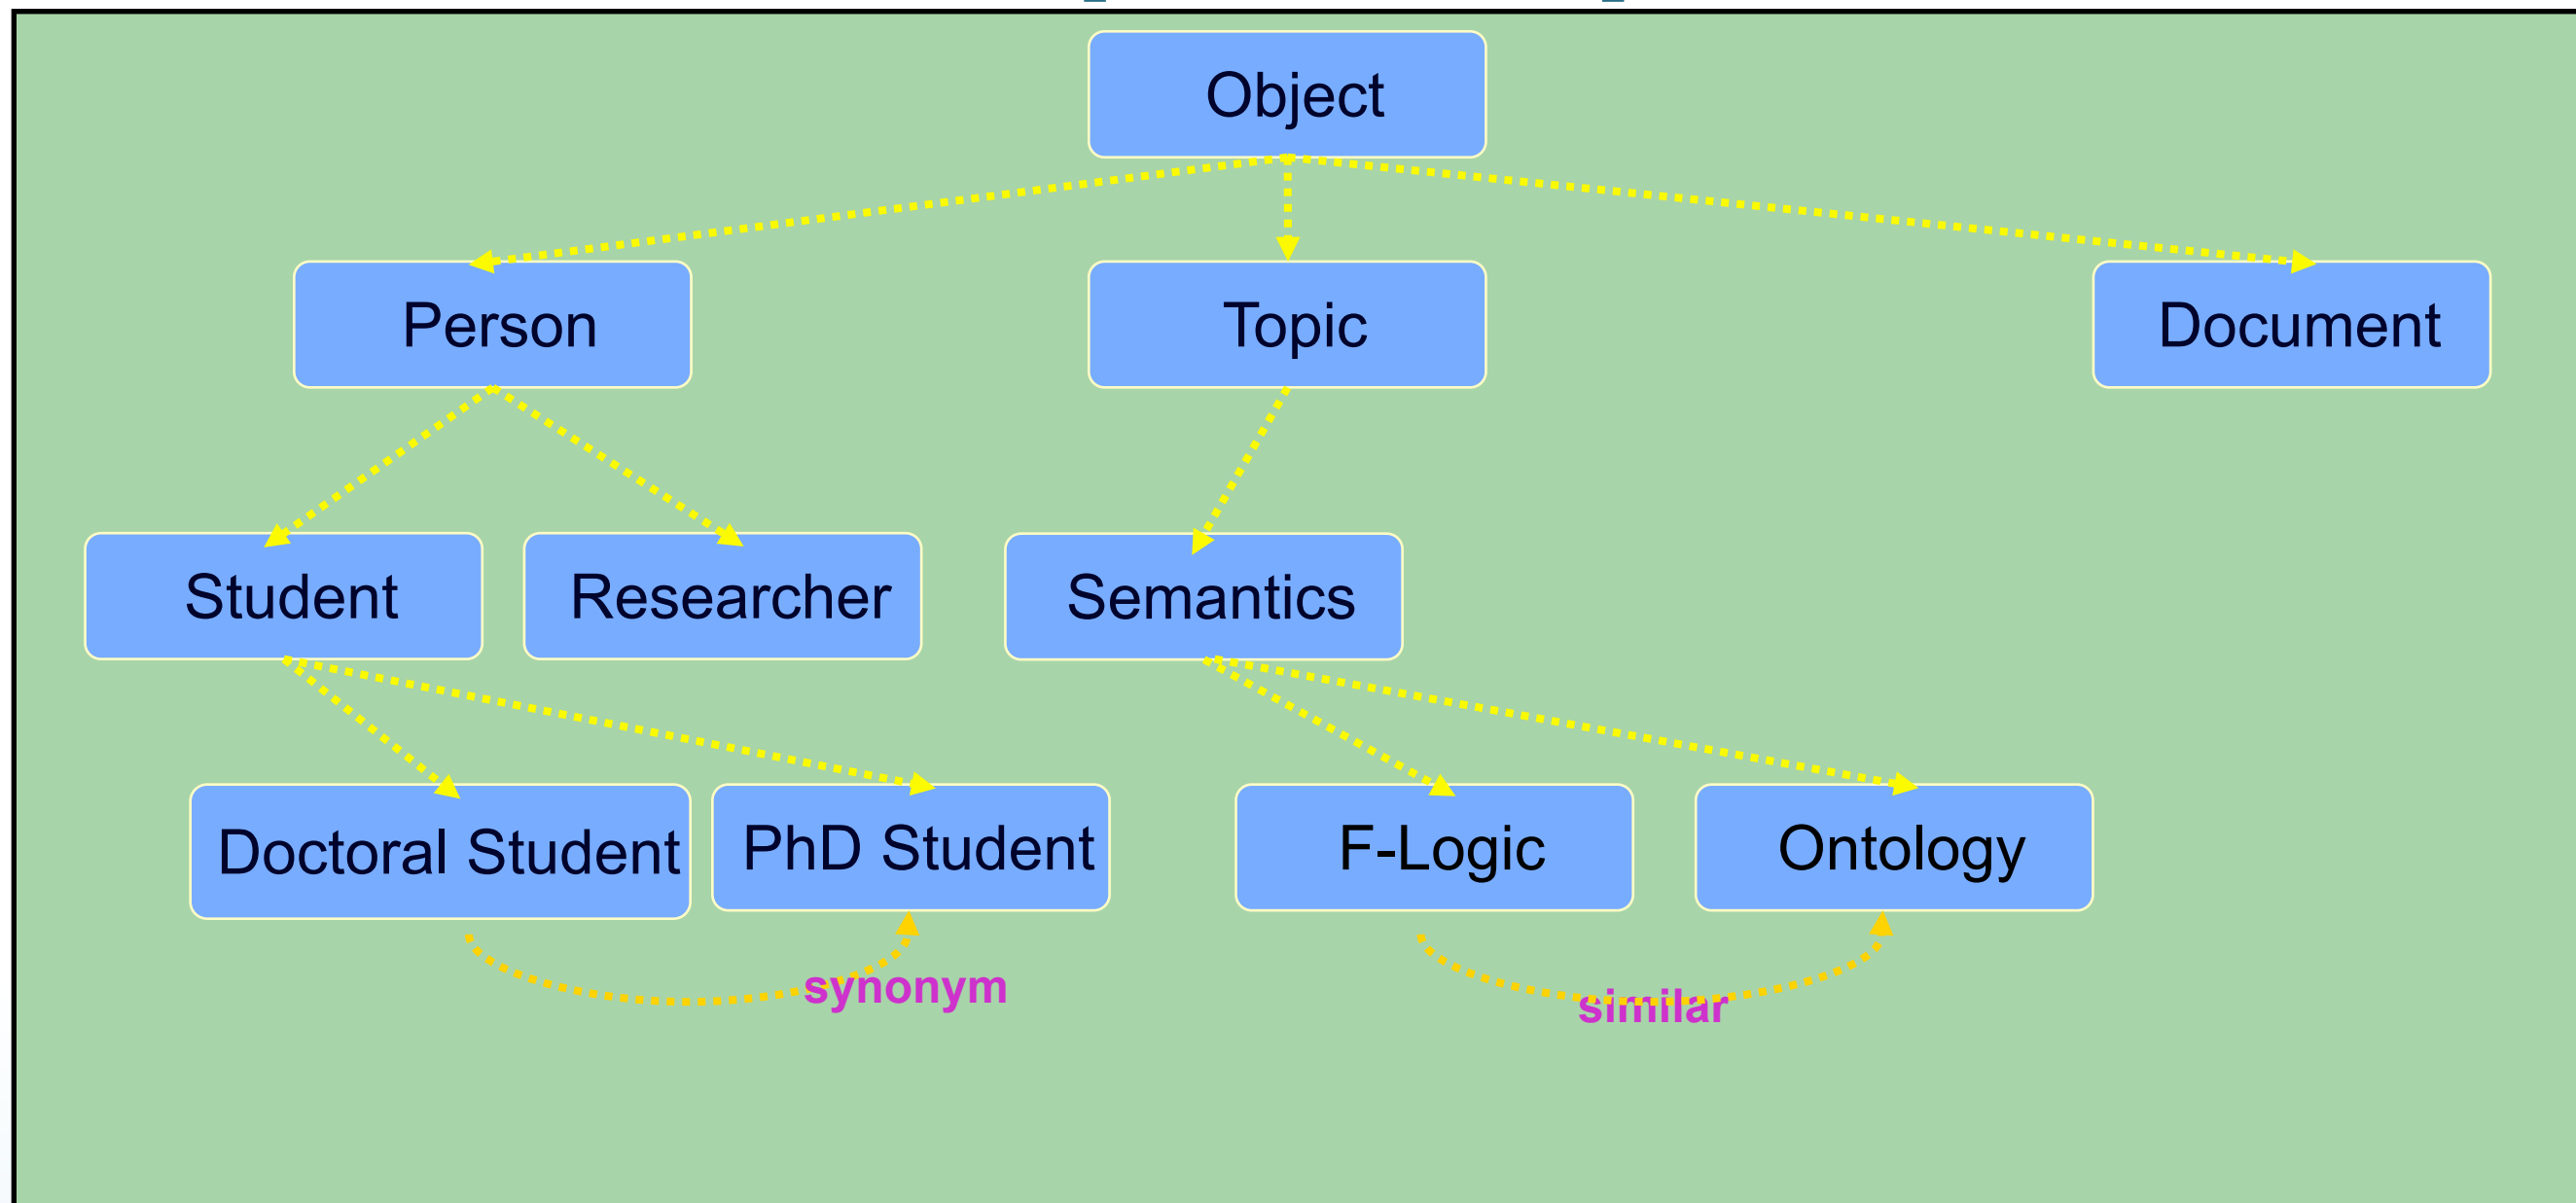 Object
Person
Topic
Document
Student
Researcher
Semantics
Doctoral Student
PhD Student
F-Logic
Ontology
synonym
similar